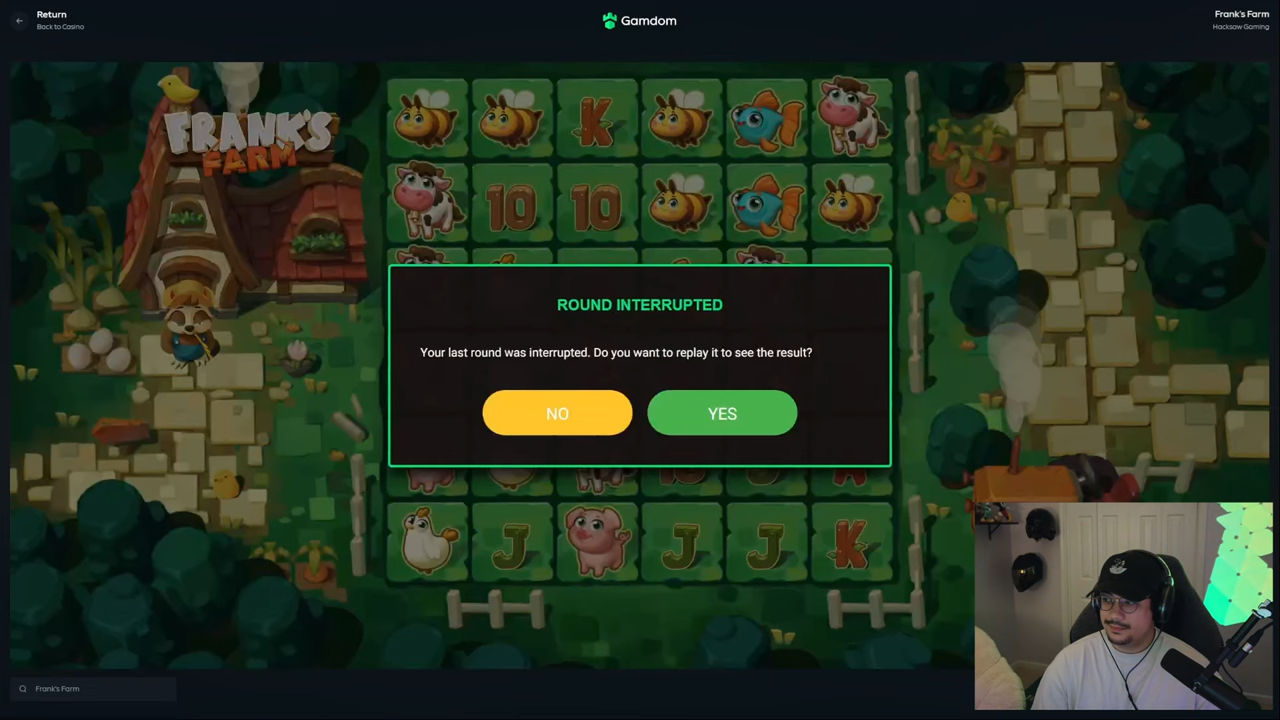 Return
Back to Casino
Gamdom
Frank's Farm
Hacksaw Gaming
FRANK'S
FARM
K
10 10
ROUND INTERRUPTED
Your last round was interrupted. Do you want to replay it to see the result?
NO YES
J J J K
Frank's Farm